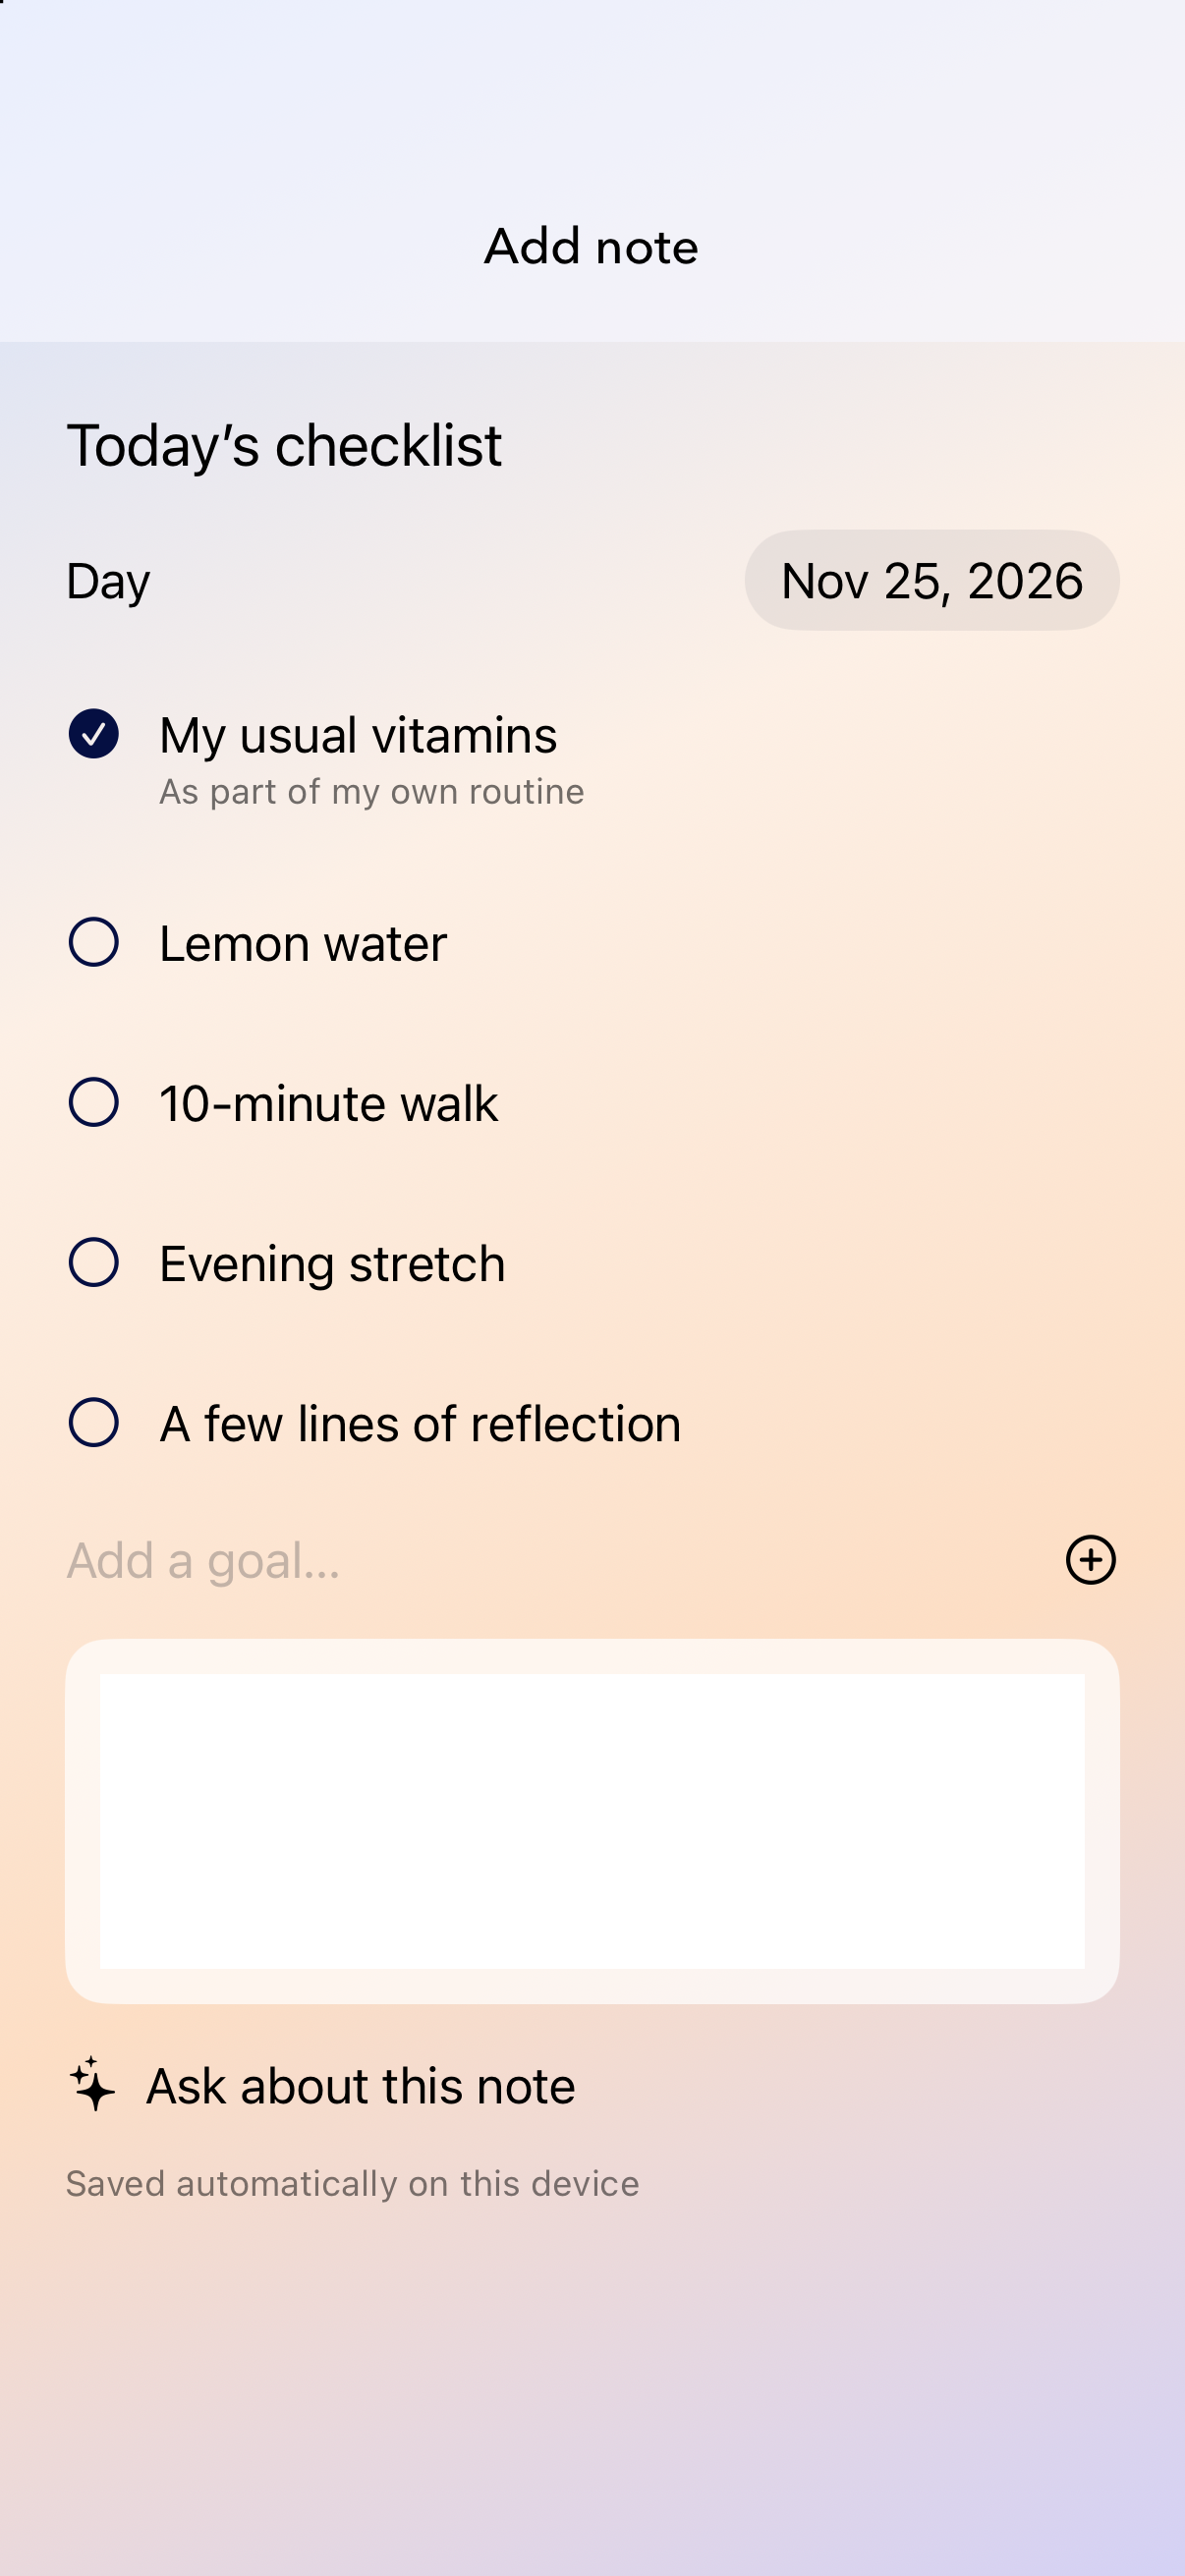 Add note
Today’s checklist
Day
Nov 25, 2026
My usual vitamins
As part of my own routine
Lemon water
10-minute walk
Evening stretch
A few lines of reflection
Add a goal...
Ask about this note
Saved automatically on this device